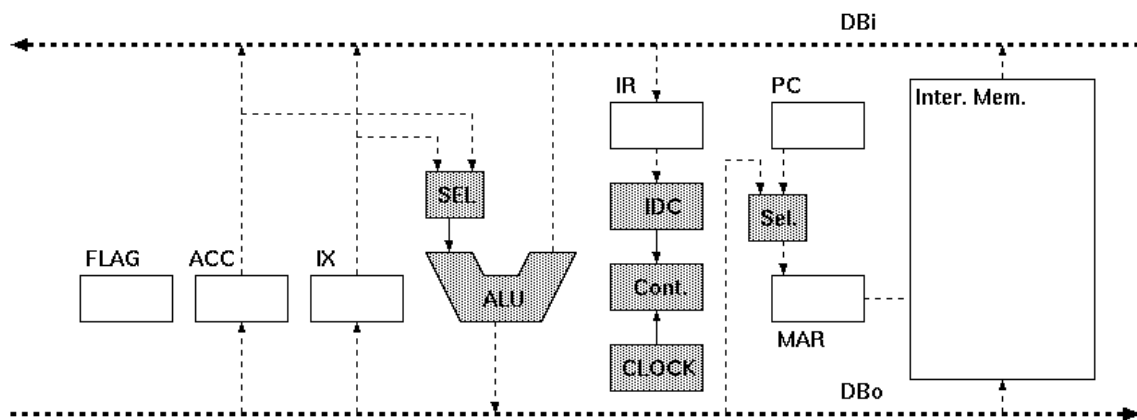 DBi
IR
PC
Inter. Mem.
SEL
IDC
Sel.
FLAG
ACC
IX
ALU
Cont.
MAR
CLOCK
DBo